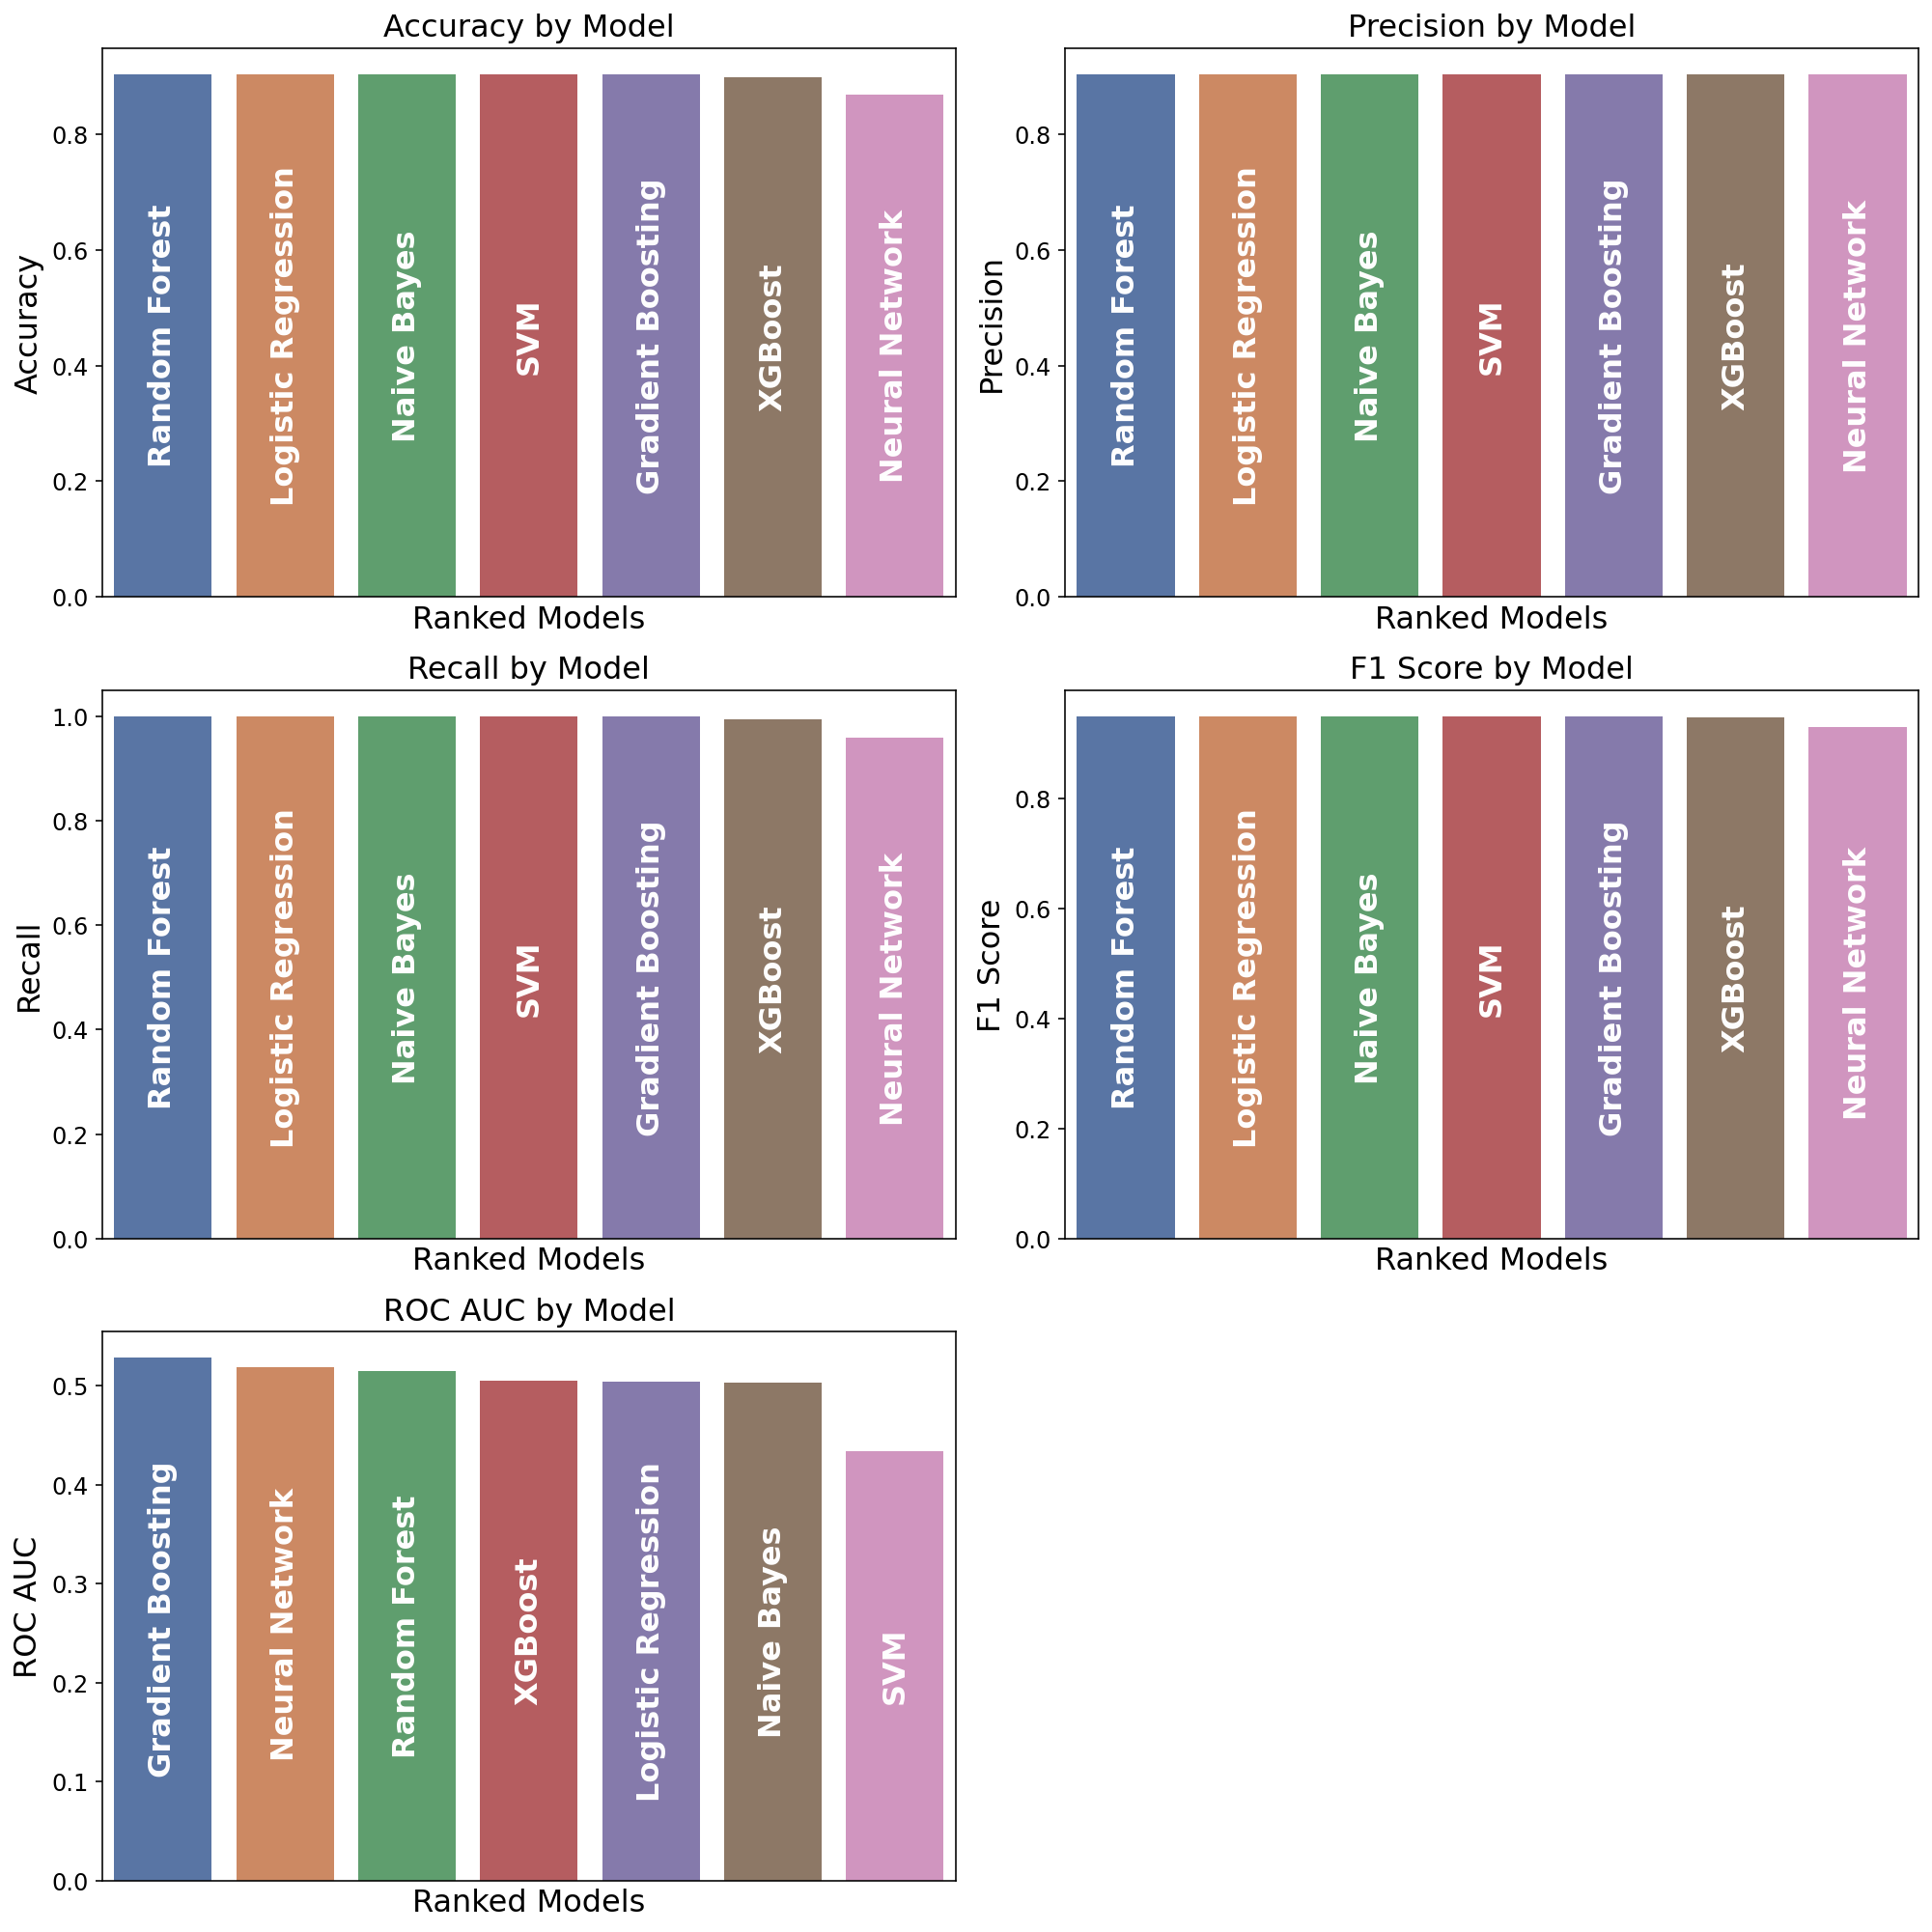 Accuracy by Model
Accuracy
0.8
0.6
0.4
0.2
0.0
Random Forest
Logistic Regression
Naive Bayes
SVM
Gradient Boosting
XGBoost
Neural Network
Ranked Models
Precision by Model
Precision
0.8
0.6
0.4
0.2
0.0
Random Forest
Logistic Regression
Naive Bayes
SVM
Gradient Boosting
XGBoost
Neural Network
Ranked Models
Recall by Model
Recall
1.0
0.8
0.6
0.4
0.2
0.0
Random Forest
Logistic Regression
Naive Bayes
SVM
Gradient Boosting
XGBoost
Neural Network
Ranked Models
F1 Score by Model
F1 Score
0.8
0.6
0.4
0.2
0.0
Random Forest
Logistic Regression
Naive Bayes
SVM
Gradient Boosting
XGBoost
Neural Network
Ranked Models
ROC AUC by Model
ROC AUC
0.5
0.4
0.3
0.2
0.1
0.0
Gradient Boosting
Neural Network
Random Forest
XGBoost
Logistic Regression
Naive Bayes
SVM
Ranked Models